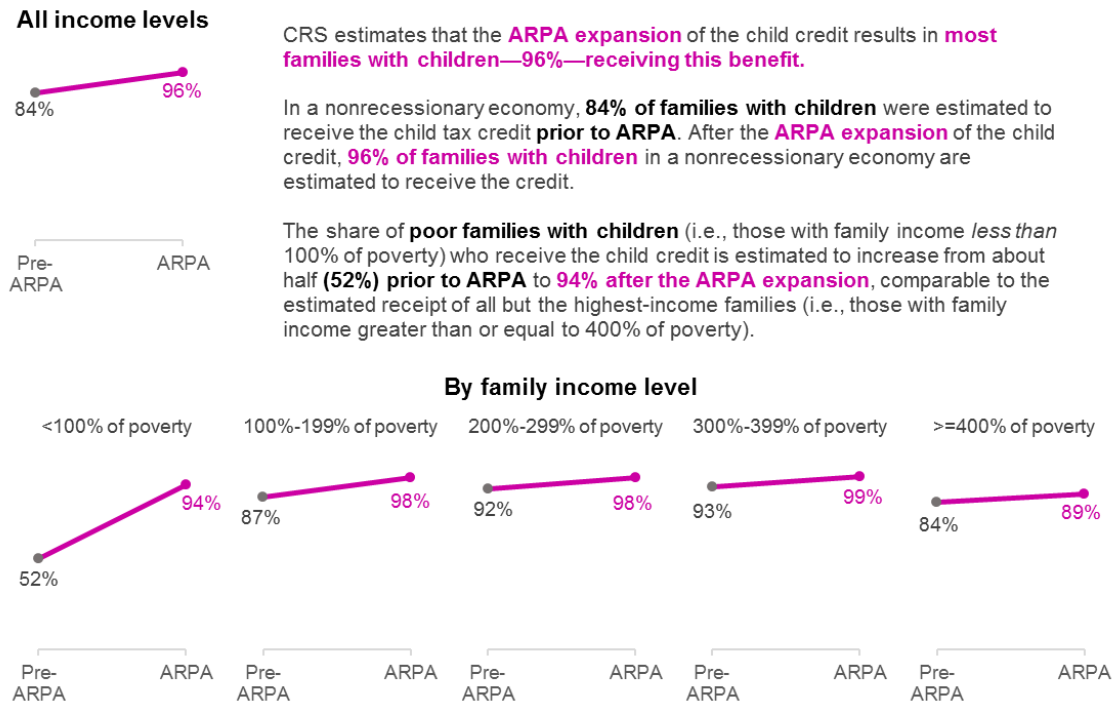 All income levels
84%
96%
Pre-
ARPA
ARPA
CRS estimates that the ARPA expansion of the child credit results in most
families with children—96%—receiving this benefit.
In a nonrecessionary economy, 84% of families with children were estimated to
receive the child tax credit prior to ARPA. After the ARPA expansion of the child
credit, 96% of families with children in a nonrecessionary economy are
estimated to receive the credit.
The share of poor families with children (i.e., those with family income less than
100% of poverty) who receive the child credit is estimated to increase from about
half (52%) prior to ARPA to 94% after the ARPA expansion, comparable to the
estimated receipt of all but the highest-income families (i.e., those with family
income greater than or equal to 400% of poverty).
By family income level
<100% of poverty
52%
94%
Pre-
ARPA
ARPA
100%-199% of poverty
87%
98%
Pre-
ARPA
ARPA
200%-299% of poverty
92%
98%
Pre-
ARPA
ARPA
300%-399% of poverty
93%
99%
Pre-
ARPA
ARPA
>=400% of poverty
84%
89%
Pre-
ARPA
ARPA